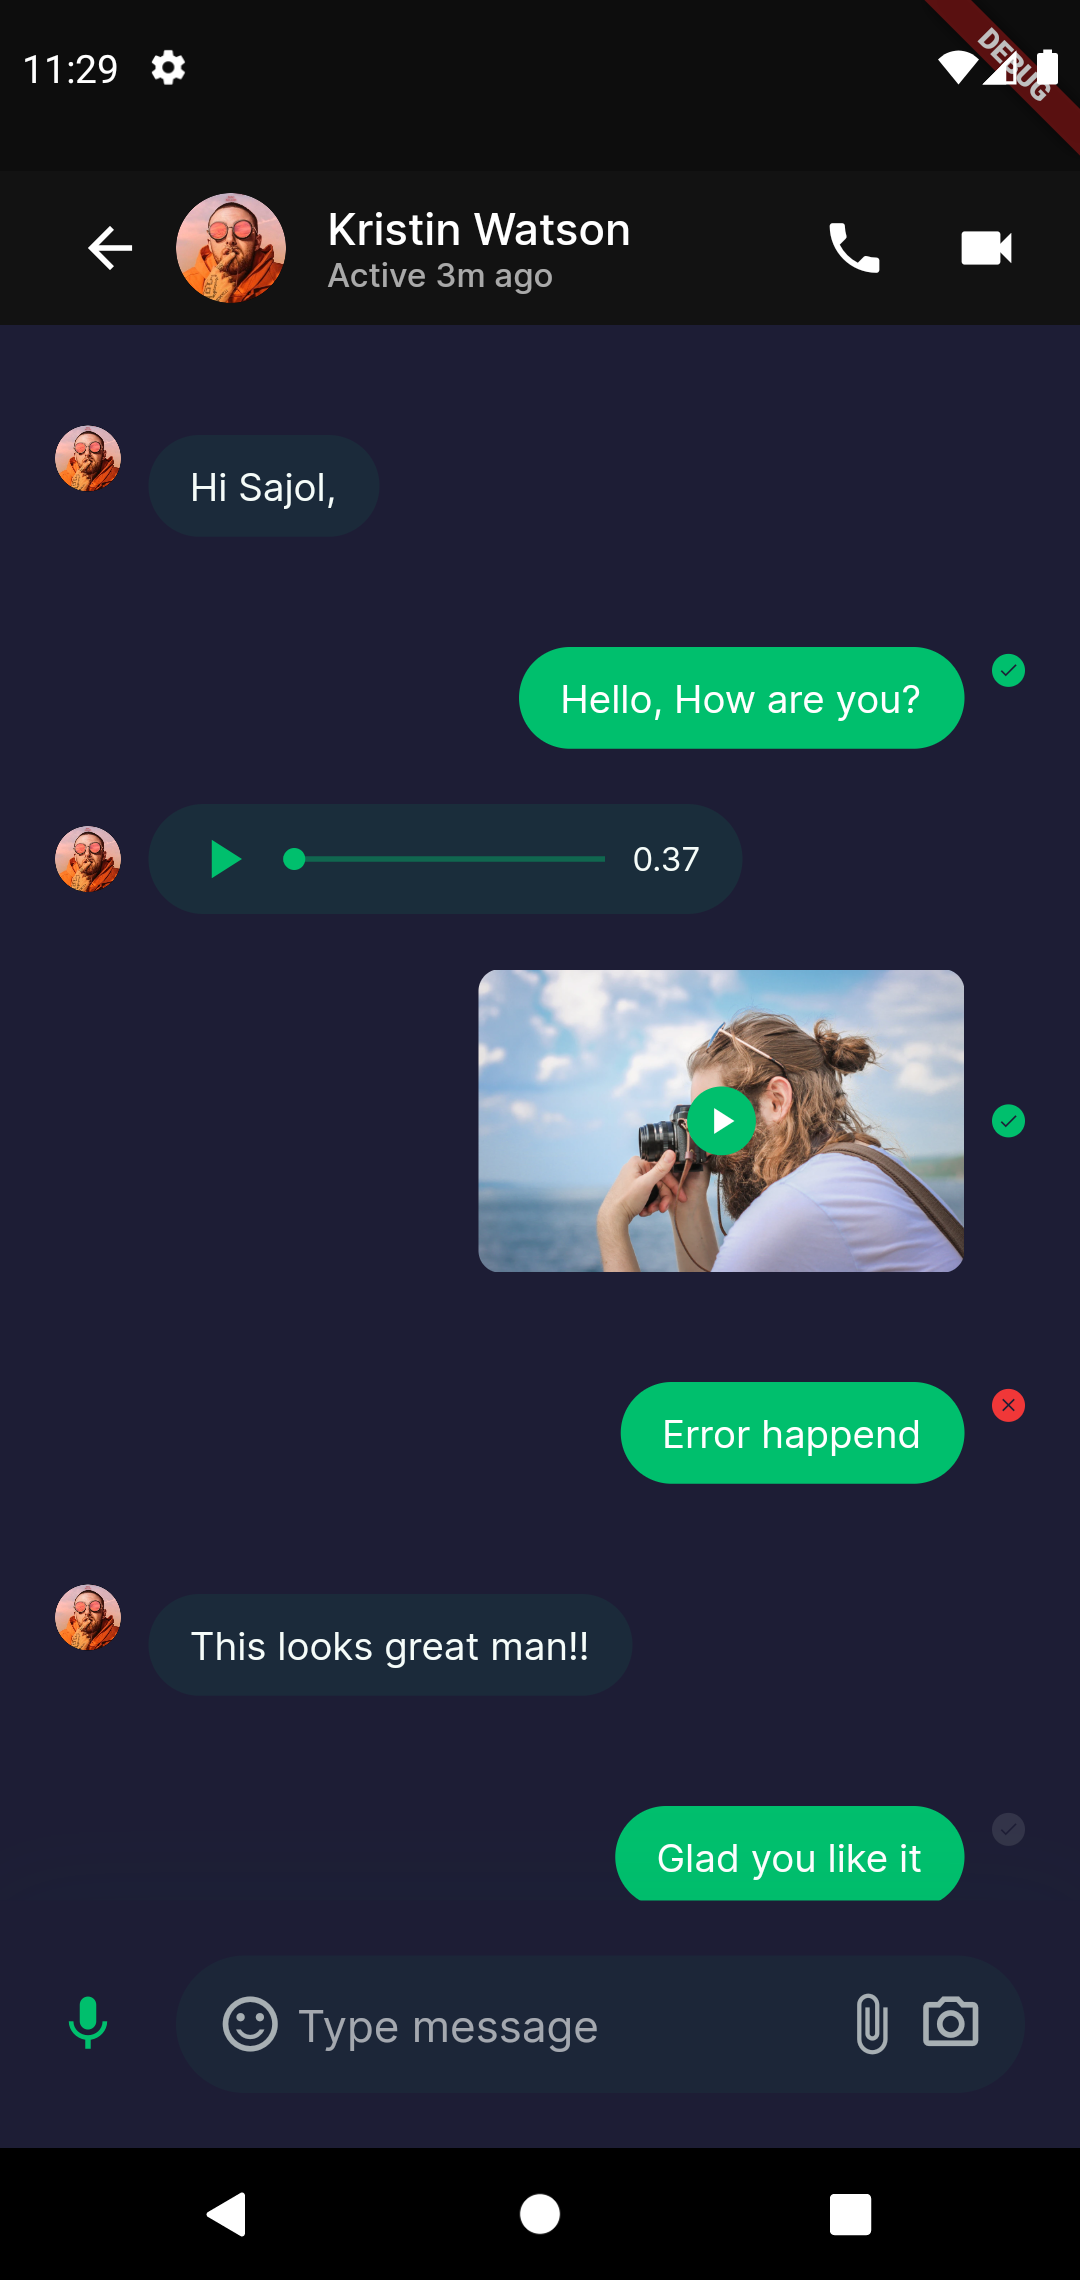 11:29
DEBUG
Kristin Watson
Active 3m ago
Hi Sajol,
Hello, How are you?
0.37
Error happend
This looks great man!!
Glad you like it
Type message